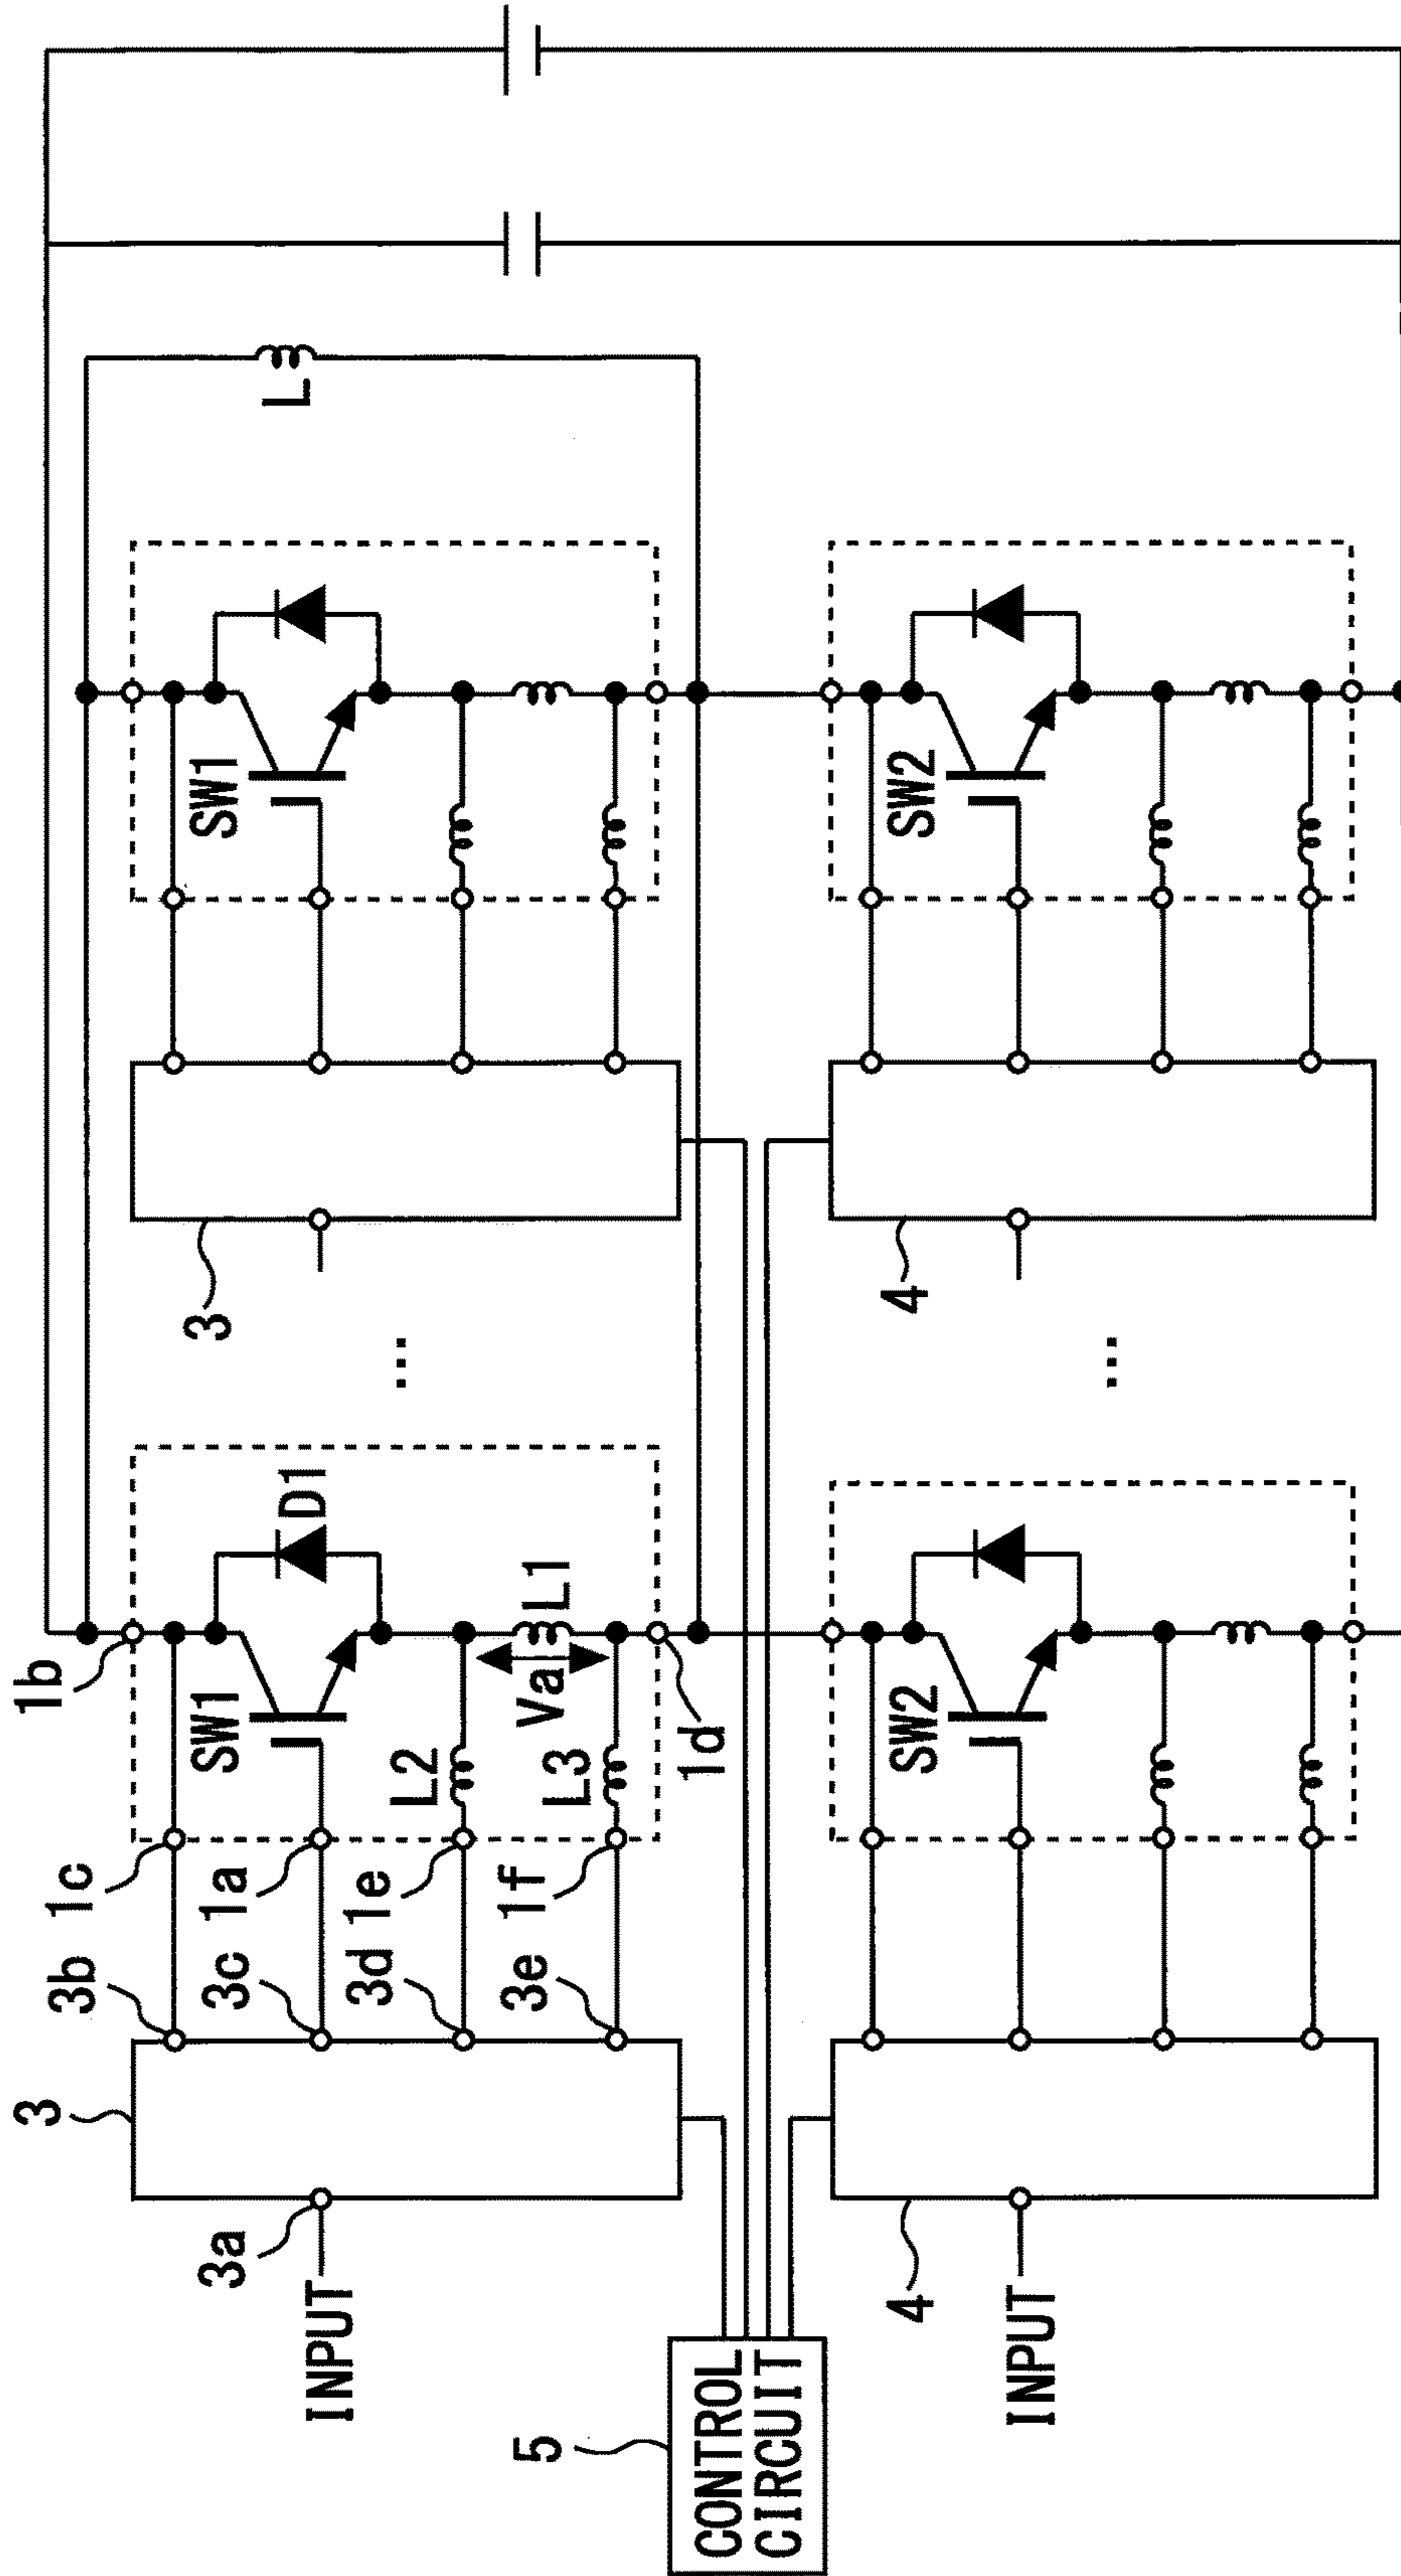 L
SW1
SW2
3
4
...
...
D1
L1
Va
1b
SW1
L2
L3
1d
SW2
1c
1a
1e
1f
3b
3c
3d
3e
3
3a
INPUT
4
INPUT
5
CONTROL
CIRCUIT